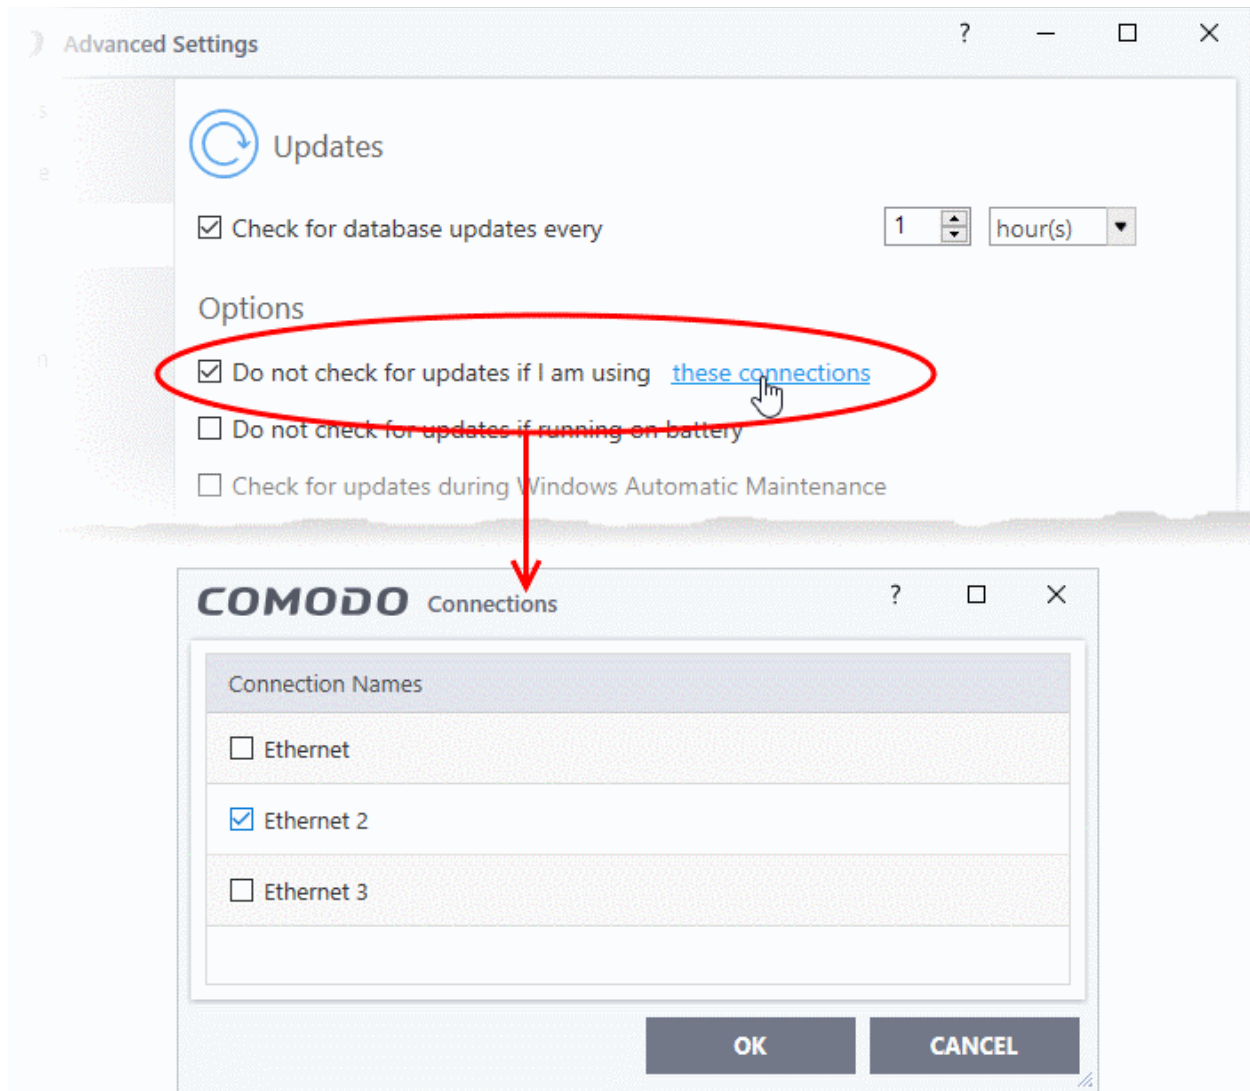 Advanced Settings ?
Updates
Check for database updates every 1 hour(s)
Options
Do not check for updates if I am using these connections
Do not check for updates if running on battery
Check for updates during Windows Automatic Maintenance
COMODO Connections ?
Connection Names
Ethernet
Ethernet 2
Ethernet 3
OK CANCEL